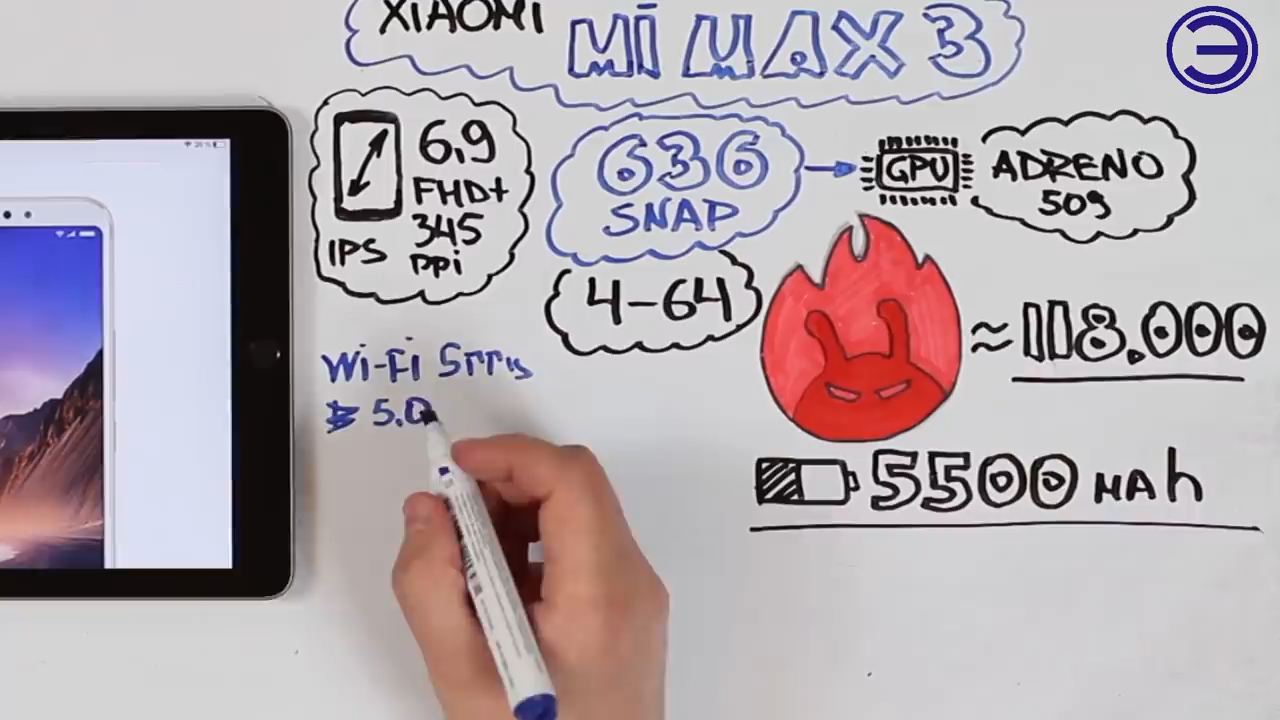 XIAOMI
Mi MAX 3
6,9
FHD+
345
ppi
IPS
636
SNAP
GPU
ADRENO
509
4-64
≈118.000
Wi-Fi 5ГГц
5.0
5500 мAh
Э